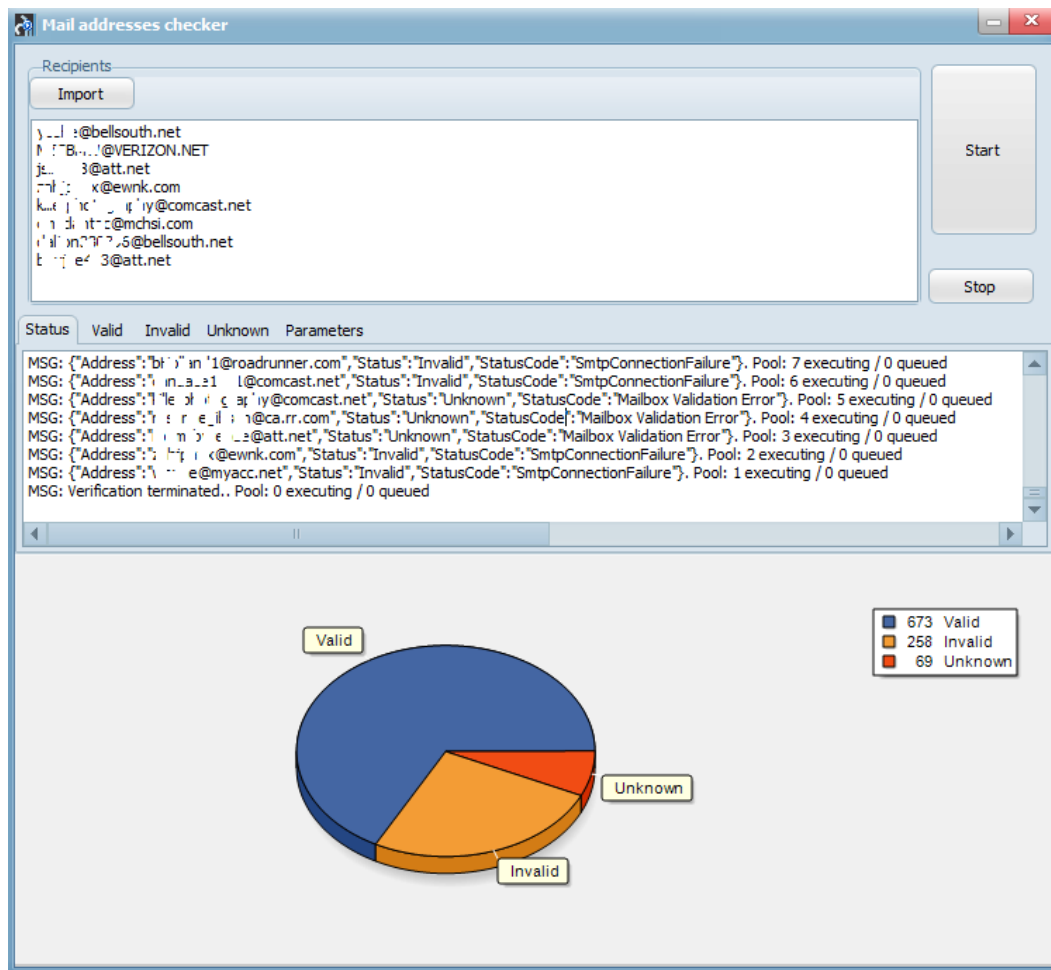 Mail addresses checker
Recipients
Import
Start
@bellsouth.net
@VERIZON.NET
@att.net
@ewnk.com
@comcast.net
@mchsi.com
@bellsouth.net
@att.net
Stop
Status Valid Invalid Unknown Parameters
MSG: {"Address":" 1@roadrunner.com","Status":"Invalid","StatusCode":"SmtpConnectionFailure"}. Pool: 7 executing / 0 queued
MSG: {"Address":" @comcast.net","Status":"Invalid","StatusCode":"SmtpConnectionFailure"}. Pool: 6 executing / 0 queued
MSG: {"Address":" @comcast.net","Status":"Unknown","StatusCode":"Mailbox Validation Error"}. Pool: 5 executing / 0 queued
MSG: {"Address":" @ca.rr.com","Status":"Unknown","StatusCode":"Mailbox Validation Error"}. Pool: 4 executing / 0 queued
MSG: {"Address":" @att.net","Status":"Unknown","StatusCode":"Mailbox Validation Error"}. Pool: 3 executing / 0 queued
MSG: {"Address":" @ewnk.com","Status":"Invalid","StatusCode":"SmtpConnectionFailure"}. Pool: 2 executing / 0 queued
MSG: {"Address":" @myacc.net","Status":"Invalid","StatusCode":"SmtpConnectionFailure"}. Pool: 1 executing / 0 queued
MSG: Verification terminated.. Pool: 0 executing / 0 queued
673 Valid
258 Invalid
69 Unknown
Valid
Unknown
Invalid